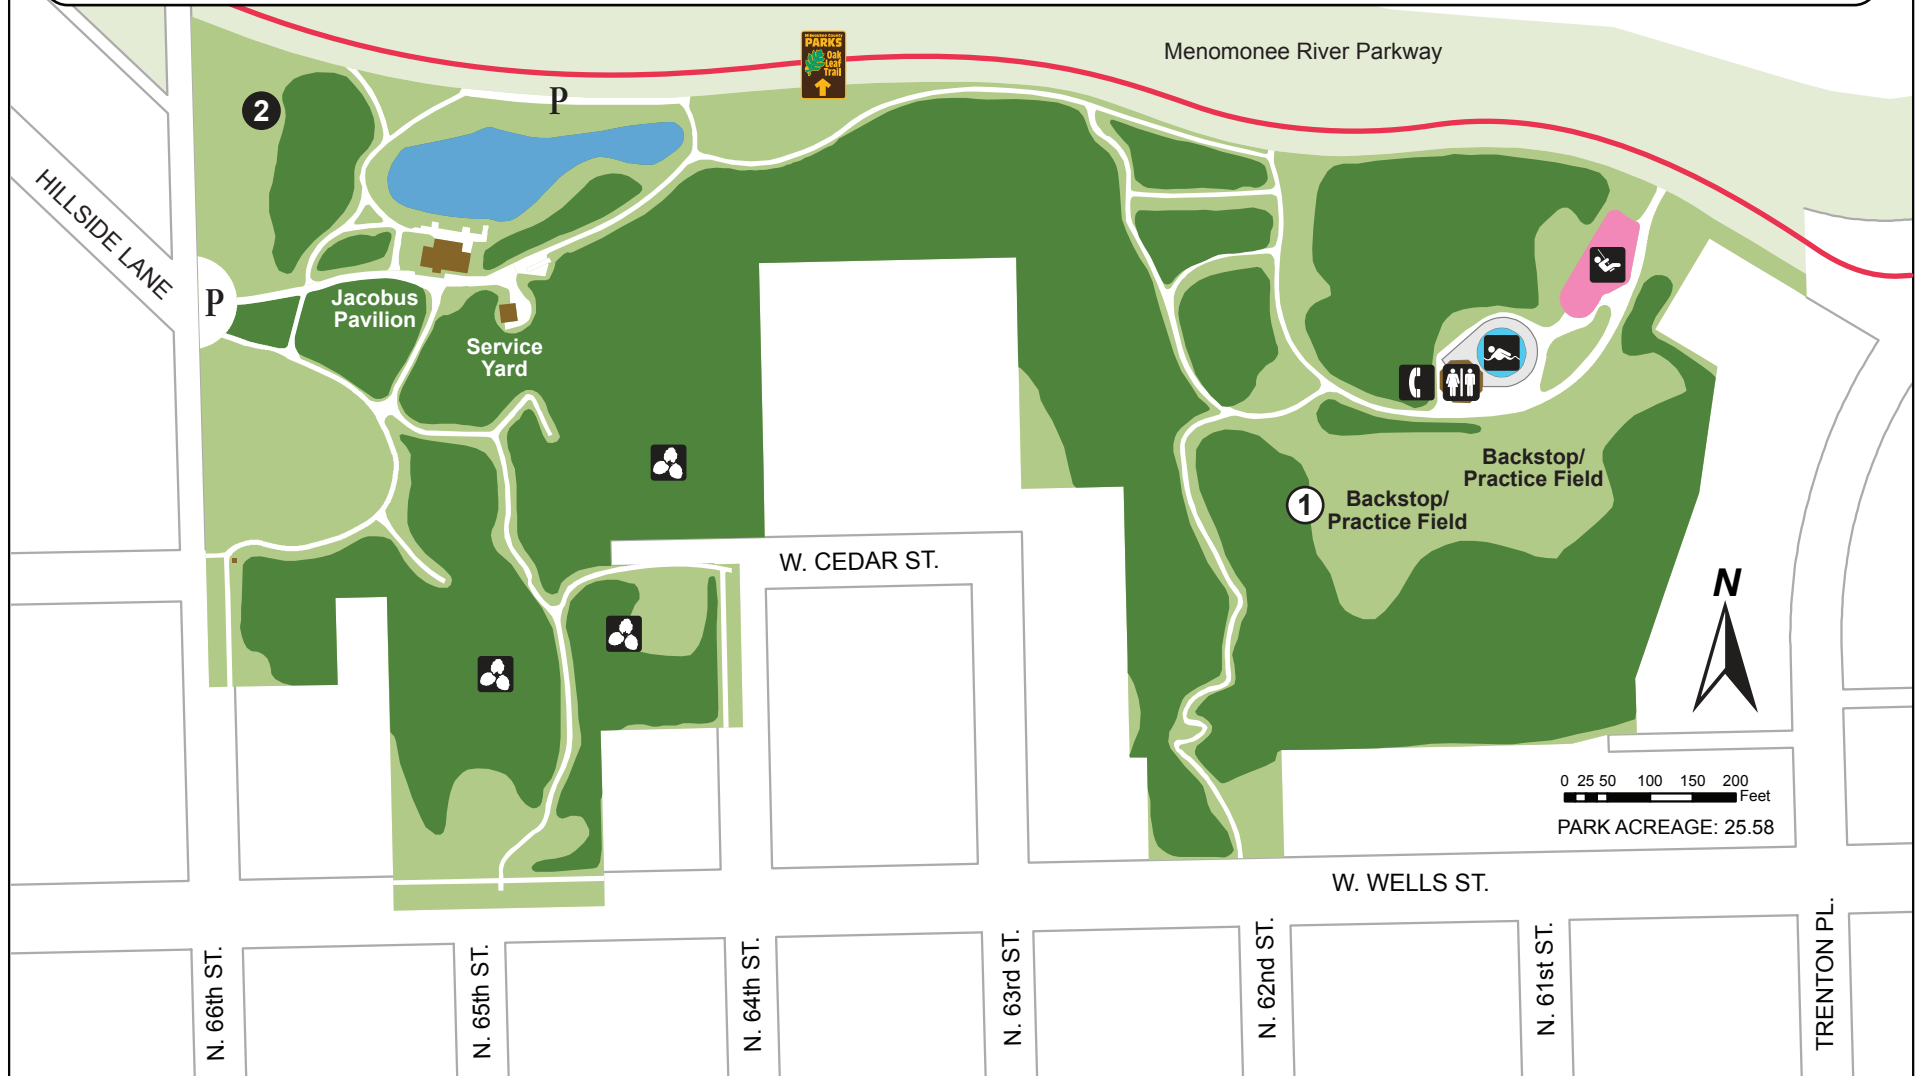 Milwaukee County
PARKS
Oak
Leaf
Trail
Menomonee River Parkway
P
2
HILLSIDE LANE
P
Jacobus
Pavilion
Service
Yard
Backstop/
Practice Field
1
Backstop/
Practice Field
W. CEDAR ST.
N
0 25 50 100 150 200
Feet
PARK ACREAGE: 25.58
W. WELLS ST.
N. 66th ST.
N. 65th ST.
N. 64th ST.
N. 63rd ST.
N. 62nd ST.
N. 61st ST.
TRENTON PL.